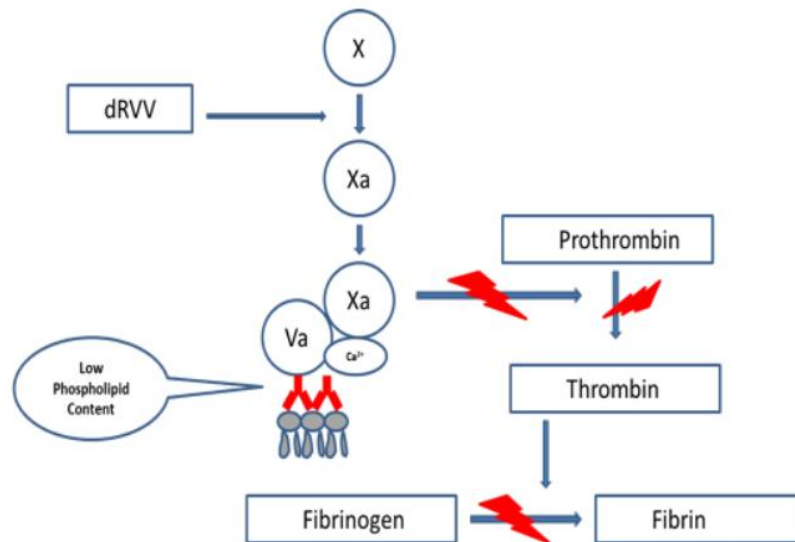 X
dRVV
Xa
Prothrombin
Xa
Va
Ca²⁺
Low
Phospholipid
Content
Thrombin
Fibrinogen
Fibrin